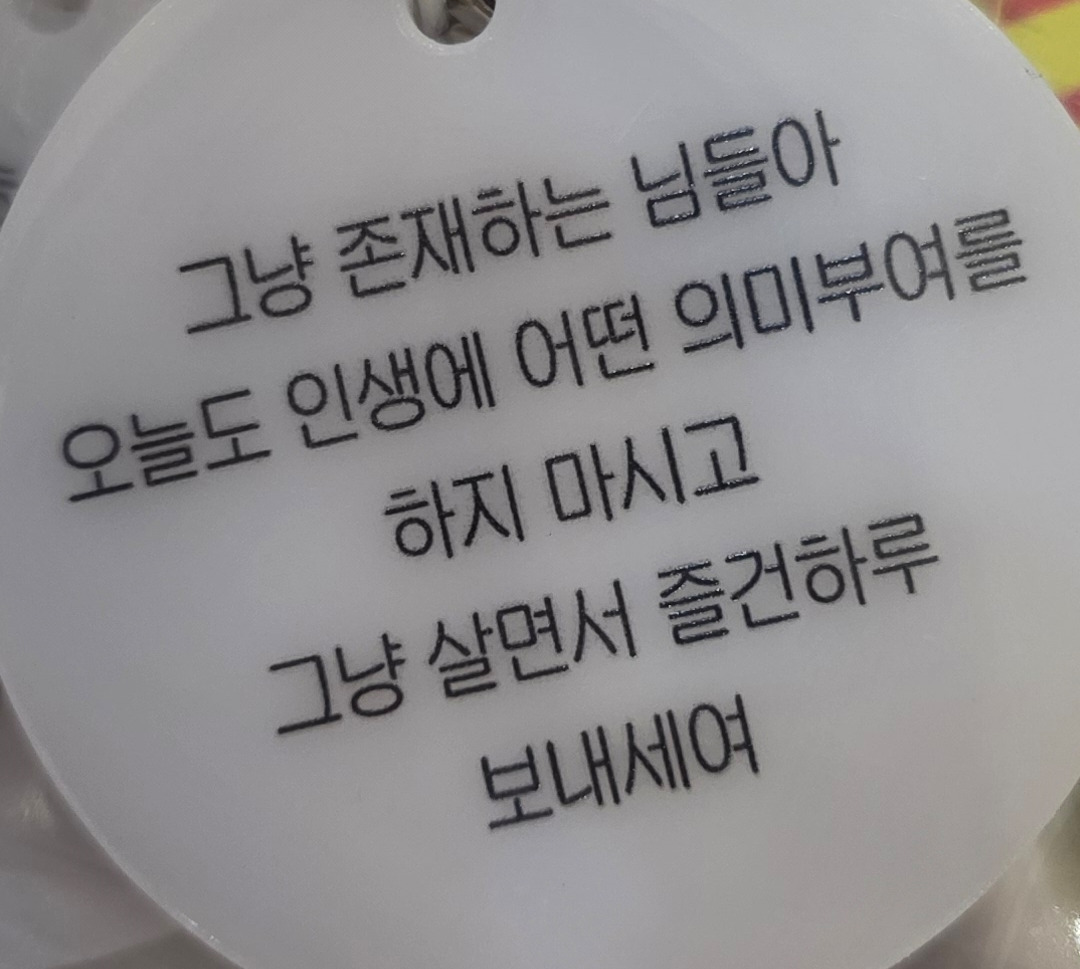 그냥 존재하는 님들아
오늘도 인생에 어떤 의미부여를
하지 마시고
그냥 살면서 즐건하루
보내세여